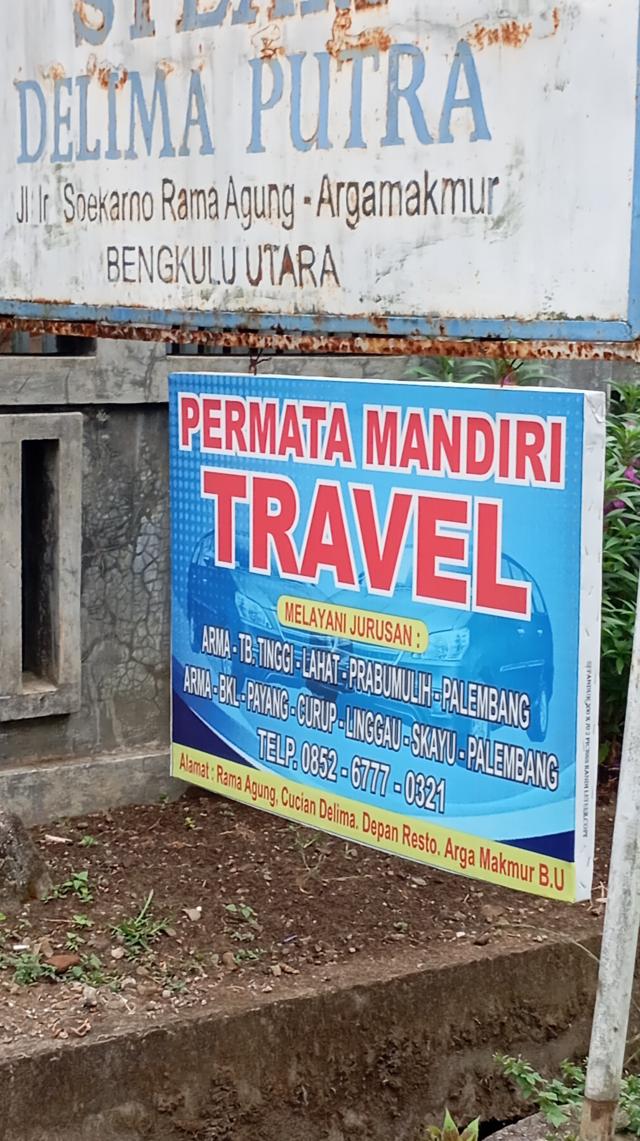 DELIMA PUTRA
Jl Ir Soekarno Rama Agung - Argamakmur
BENGKULU UTARA
PERMATA MANDIRI
TRAVEL
MELAYANI JURUSAN :
ARMA - TB. TINGGI - LAHAT - PRABUMULIH - PALEMBANG
ARMA - BKL - PAYANG - CURUP - LINGGAU - SKAYU - PALEMBANG
TELP. 0852 - 6777 - 0321
Alamat : Rama Agung, Cucian Delima. Depan Resto. Arga Makmur B.U